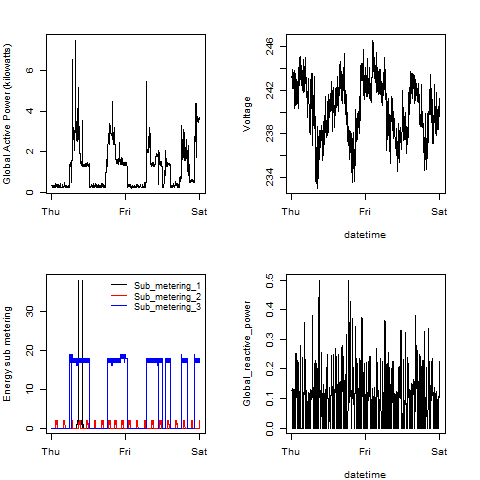 Global Active Power (kilowatts)
0 2 4 6
Thu Fri Sat
Voltage
234 238 242 246
Thu Fri Sat
datetime
Energy sub metering
0 10 20 30
Sub_metering_1
Sub_metering_2
Sub_metering_3
Thu Fri Sat
Global_reactive_power
0.0 0.1 0.2 0.3 0.4 0.5
Thu Fri Sat
datetime